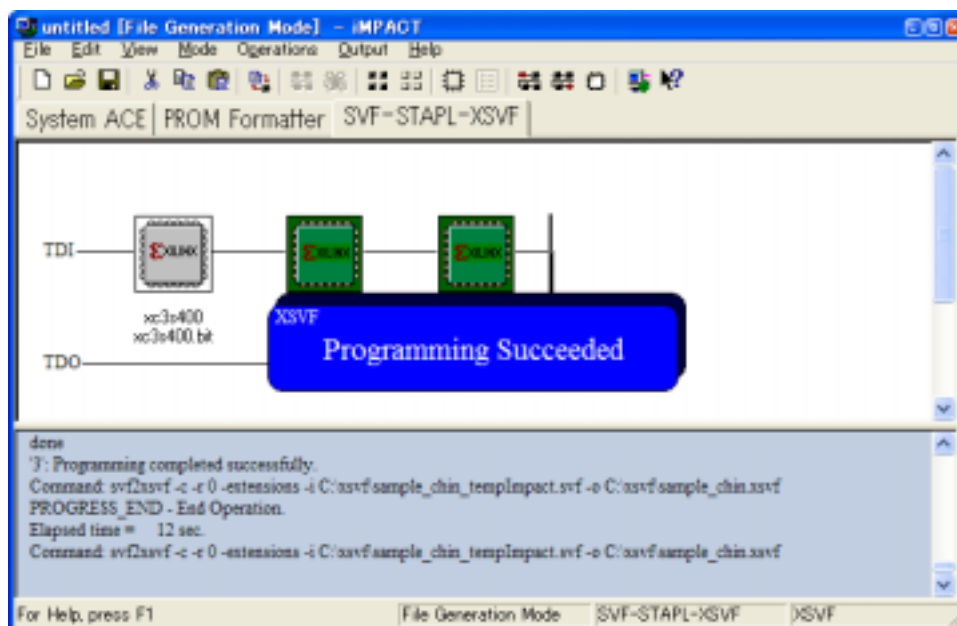 untitled [File Generation Mode] - iMPACT
File Edit View Mode Operations Output Help
System ACE PROM Formatter SVF-STAPL-XSVF
TDI XILINX XILINX XILINX
xc3s400
xc3s400.bit
TDO
XSVF
Programming Succeeded
done
'3': Programming completed successfully.
Command: svf2xsvf -c -r 0 -extensions -i C:\xsvf\sample_chin_tempImpact.svf -o C:\xsvf\sample_chin.xsvf
PROGRESS_END - End Operation.
Elapsed time = 12 sec.
Command: svf2xsvf -c -r 0 -extensions -i C:\xsvf\sample_chin_tempImpact.svf -o C:\xsvf\sample_chin.xsvf
For Help, press F1 File Generation Mode SVF-STAPL-XSVF XSVF